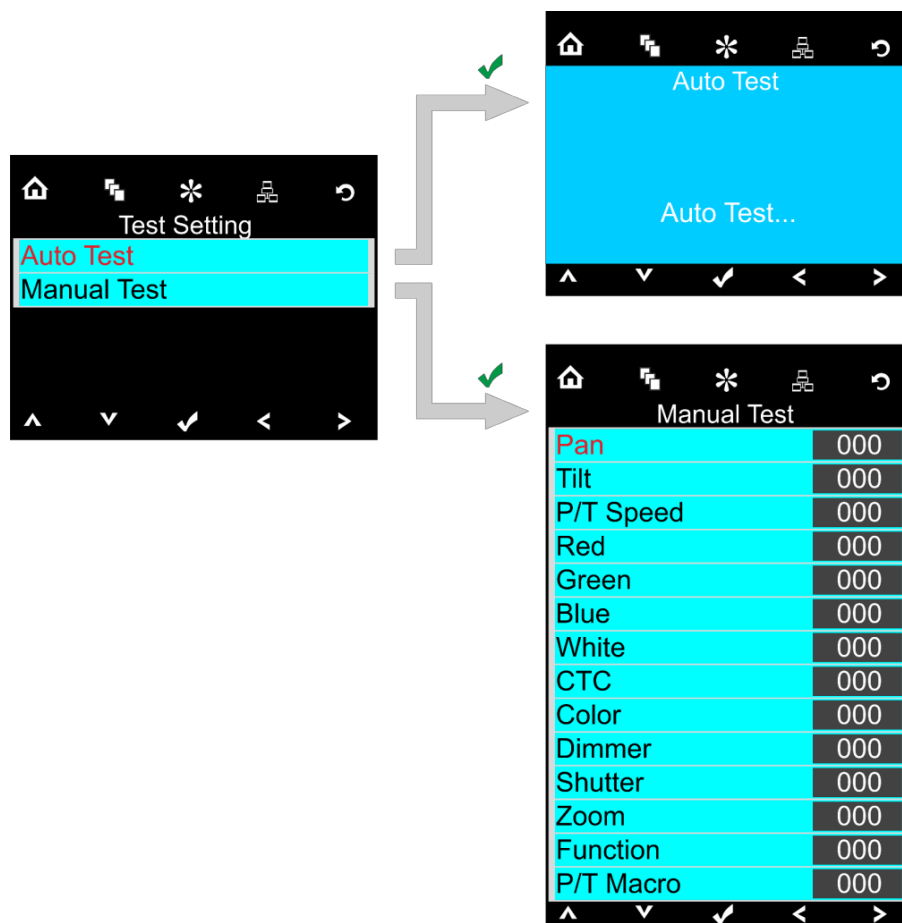 Test Setting
Auto Test
Manual Test
Auto Test
Auto Test...
Manual Test
Pan 000
Tilt 000
P/T Speed 000
Red 000
Green 000
Blue 000
White 000
CTC 000
Color 000
Dimmer 000
Shutter 000
Zoom 000
Function 000
P/T Macro 000